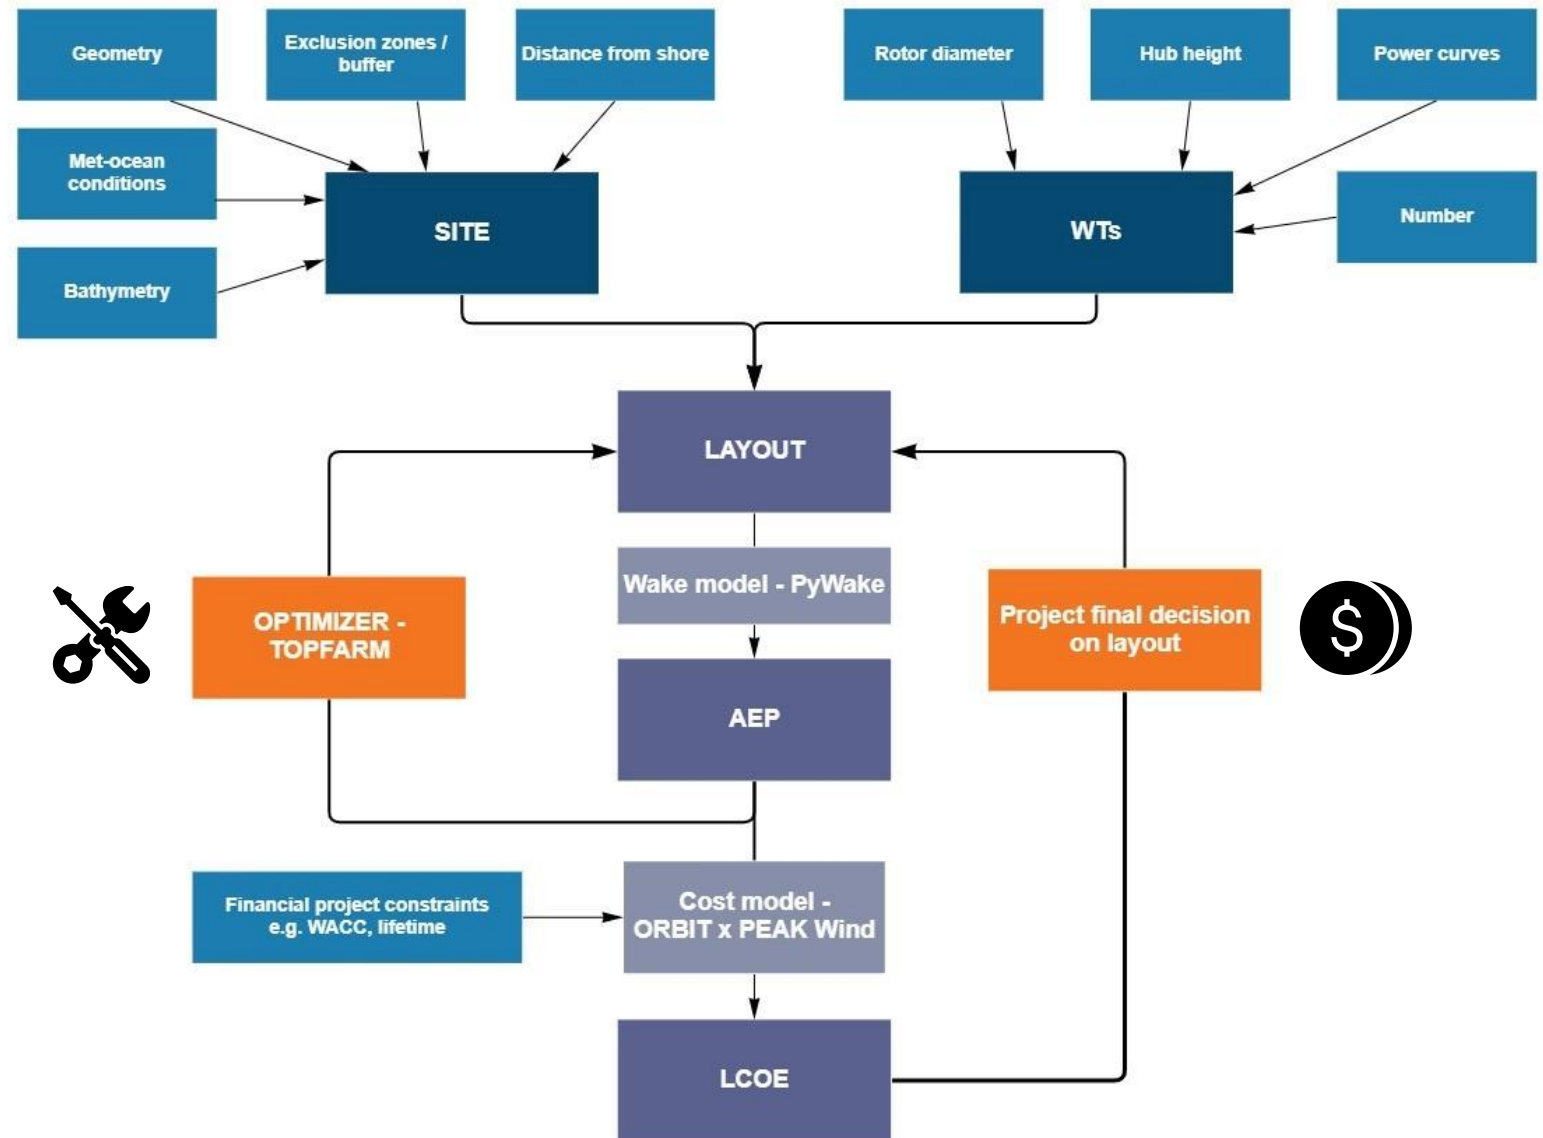 Geometry
Exclusion zones /
buffer
Distance from shore
Rotor diameter
Hub height
Power curves
Met-ocean
conditions
SITE
WTs
Number
Bathymetry
LAYOUT
Wake model - PyWake
OPTIMIZER -
TOPFARM
Project final decision
on layout
$
AEP
Financial project constraints
e.g. WACC, lifetime
Cost model -
ORBIT x PEAK Wind
LCOE